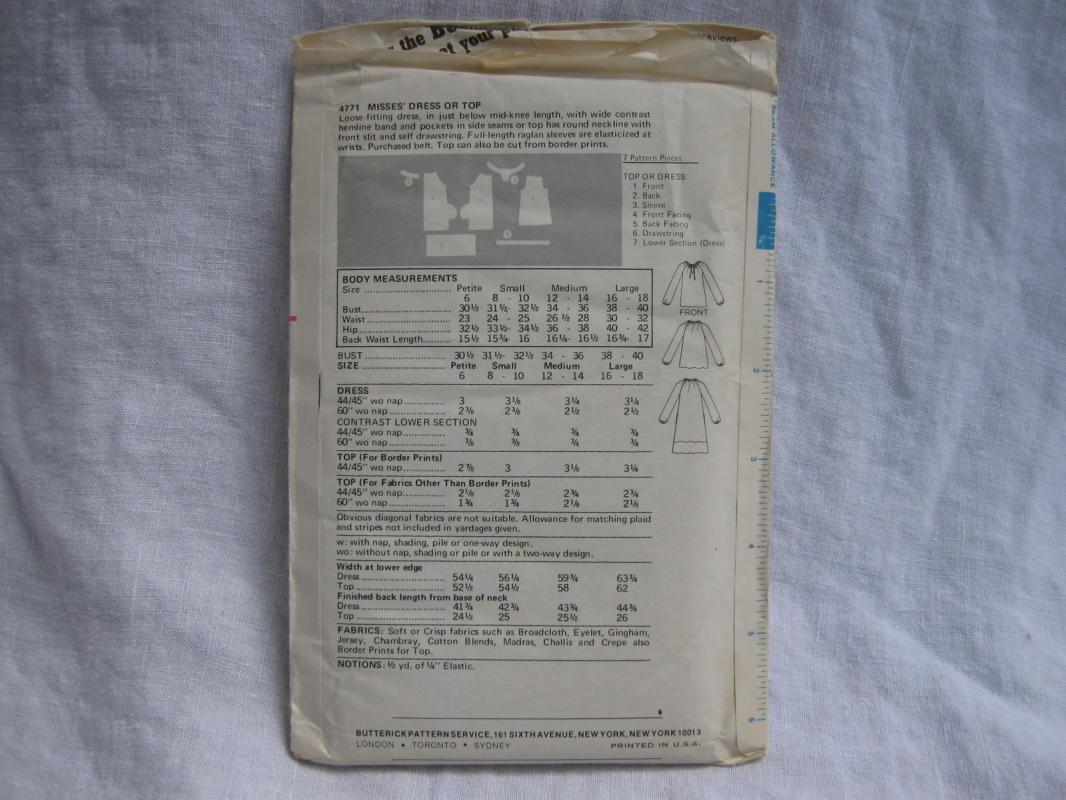 the
at your
ckviews
4771 MISSES' DRESS OR TOP
Loose-fitting dress, in just below mid-knee length, with wide contrast
hemline band and pockets in side seams or top has round neckline with
front slit and self drawstring. Full-length raglan sleeves are elasticized at
wrists. Purchased belt. Top can also be cut from border prints.
7 Pattern Pieces
TOP OR DRESS
1. Front
2. Back
3. Sleeve
4. Front Facing
5. Back Facing
6. Drawstring
7. Lower Section (Dress)
FRONT
BODY MEASUREMENTS
Size Petite Small Medium Large
6 8 - 10 12 - 14 16 - 18
Bust 30½ 31½- 32½ 34 - 36 38 - 40
Waist 23 24 - 25 26½ 28 30 - 32
Hip 32½ 33½- 34½ 36 - 38 40 - 42
Back Waist Length 15½ 15¾- 16 16¼- 16½ 16¾- 17
BUST 30½ 31½- 32½ 34 - 36 38 - 40
SIZE Petite Small Medium Large
6 8 - 10 12 - 14 16 - 18
DRESS
44/45" wo nap 3 3⅛ 3¼ 3¼
60" wo nap 2⅜ 2⅜ 2½ 2½
CONTRAST LOWER SECTION
44/45" wo nap ¾ ¾ ¾ ¾
60" wo nap ⅜ ⅜ ¾ ¾
TOP (For Border Prints)
44/45" wo nap 2⅞ 3 3⅛ 3¼
TOP (For Fabrics Other Than Border Prints)
44/45" wo nap 2⅝ 2⅝ 2¾ 2¾
60" wo nap 1¾ 1¾ 2⅛ 2⅛
Obvious diagonal fabrics are not suitable. Allowance for matching plaid
and stripes not included in yardages given.
w: with nap, shading, pile or one-way design.
wo: without nap, shading or pile or with a two-way design.
Width at lower edge
Dress 54¼ 56¼ 59¾ 63¾
Top 52½ 54½ 58 62
Finished back length from base of neck
Dress 41¾ 42¾ 43¾ 44¾
Top 24½ 25 25½ 26
FABRICS: Soft or Crisp fabrics such as Broadcloth, Eyelet, Gingham,
Jersey, Chambray, Cotton Blends, Madras, Challis and Crepe also
Border Prints for Top.
NOTIONS: ½ yd. of ¼" Elastic.
BUTTERICK PATTERN SERVICE, 161 SIXTH AVENUE, NEW YORK, NEW YORK 10013
LONDON • TORONTO • SYDNEY PRINTED IN U.S.A.
ALLOWANCE
1
2
3
4
5
6